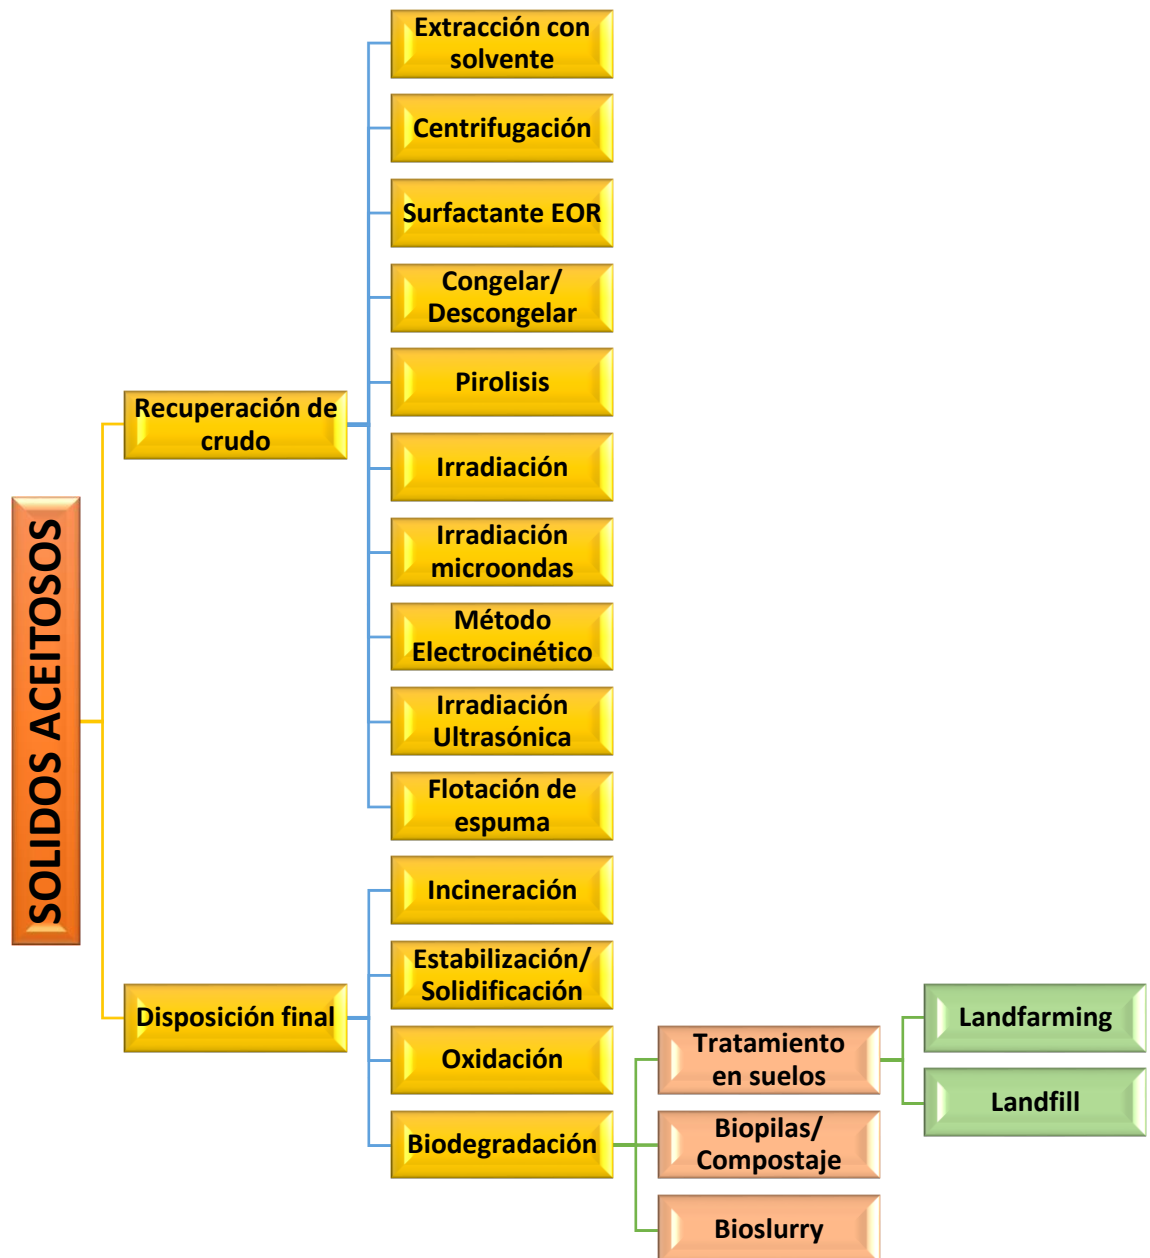 Extracción con
solvente
Centrifugación
Surfactante EOR
Congelar/
Descongelar
Pirolisis
Recuperación de
crudo
Irradiación
Irradiación
microondas
Método
Electrocinético
Irradiación
Ultrasónica
Flotación de
espuma
SOLIDOS ACEITOSOS
Incineración
Estabilización/
Solidificación
Disposición final
Oxidación
Biodegradación
Tratamiento
en suelos
Landfarming
Landfill
Biopilas/
Compostaje
Bioslurry